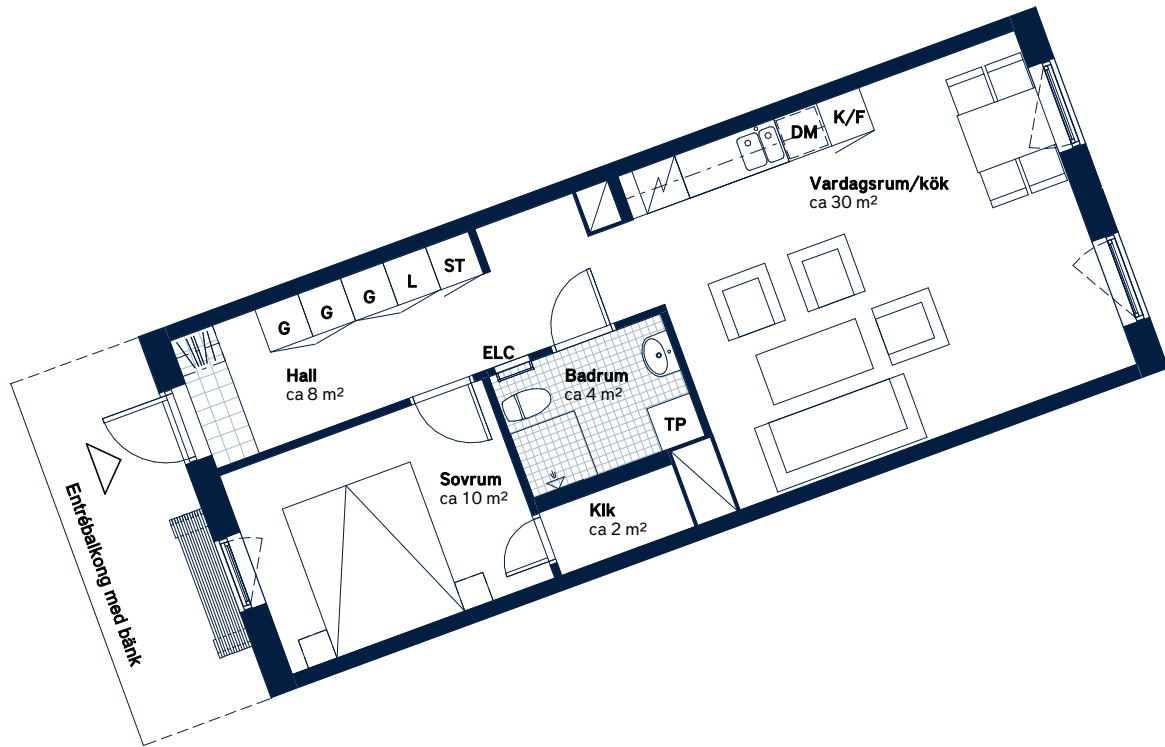 K/F
DM
Vardagsrum/kök
ca 30 m²
ST
L
G
G
G
ELC
Hall
ca 8 m²
Badrum
ca 4 m²
TP
Sovrum
ca 10 m²
Klk
ca 2 m²
Entrébalkong med bänk